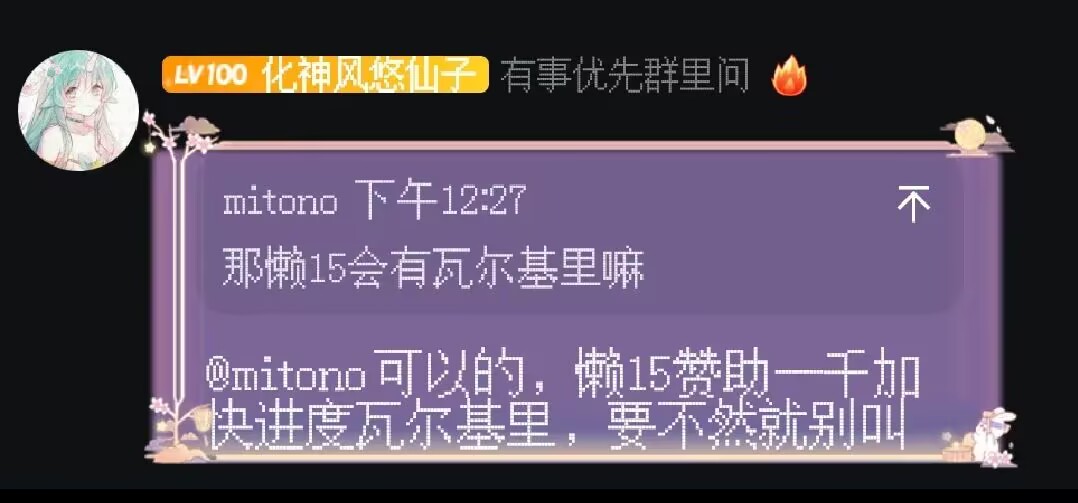 LV100 化神风悠仙子 有事优先群里问
mitono 下午12:27
那懒15会有瓦尔基里嘛
@mitono 可以的，懒15赞助一千加
快进度瓦尔基里，要不然就别叫